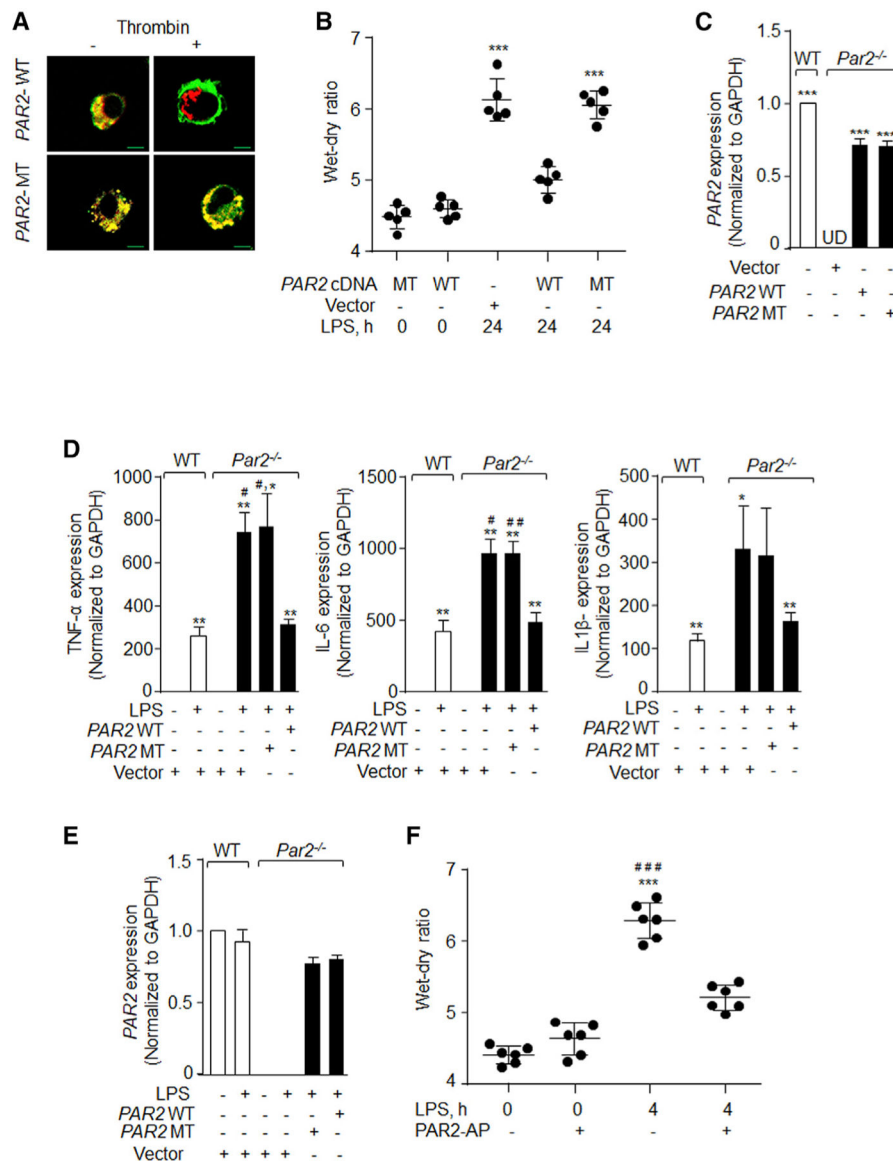 A
Thrombin
- +
PAR2- WT
PAR2- MT
B
Wet-dry ratio
7
6
5
4
***
***
PAR2 cDNA MT WT - WT MT
Vector - - + - -
LPS, h 0 0 24 24 24
C
PAR2 expression
(Normalized to GAPDH)
1.5
1.0
0.5
0
WT Par2-/-
***
*** ***
UD
Vector - + - -
PAR2 WT - - + -
PAR2 MT - - - +
D
WT Par2-/-
TNF-α expression
(Normalized to GAPDH)
1000
800
600
400
200
0
**
#
**
#,*
**
LPS - + - + + +
PAR2 WT - - - - - +
PAR2 MT - - - - + -
Vector + + + + - -
WT Par2-/-
IL-6 expression
(Normalized to GAPDH)
1500
1000
500
0
**
#
**
##
**
**
LPS - + - + + +
PAR2 WT - - - - - +
PAR2 MT - - - - + -
Vector + + + + - -
WT Par2-/-
IL1β- expression
(Normalized to GAPDH)
500
400
300
200
100
0
**
*
**
LPS - + - + + +
PAR2 WT - - - - - +
PAR2 MT - - - - + -
Vector + + + + - -
E
WT Par2-/-
PAR2 expression
(Normalized to GAPDH)
1.5
1.0
0.5
0
LPS - + - + + +
PAR2 WT - - - - - +
PAR2 MT - - - - + -
Vector + + + + - -
F
Wet-dry ratio
7
6
5
4
###
***
LPS, h 0 0 4 4
PAR2-AP - + - +